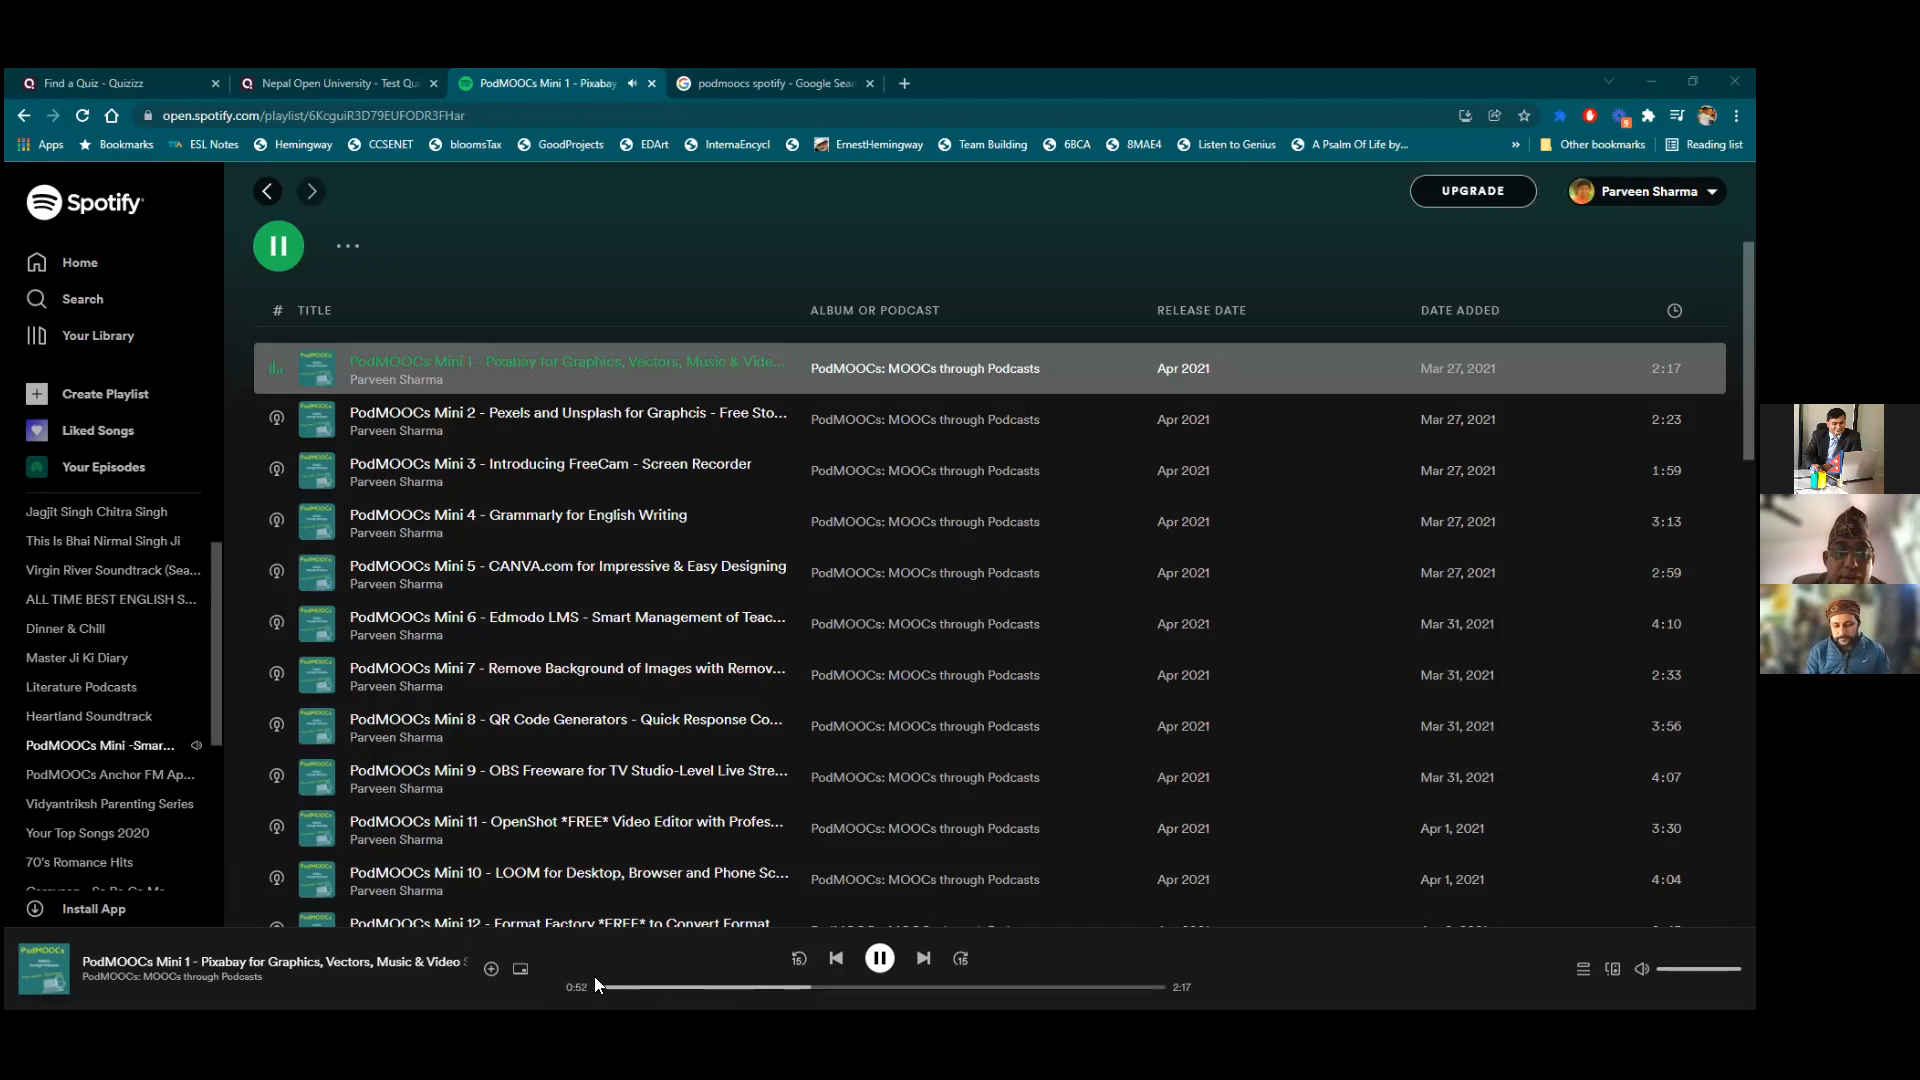 Find a Quiz - Quizizz
Nepal Open University - Test Qu
PodMOOCs Mini 1 - Pixabay
podmoocs spotify - Google Sear
open.spotify.com/playlist/6KcguiR3D79EUFODR3FHar
9
Apps Bookmarks ESL Notes Hemingway CCSENET bloomsTax GoodProjects EDArt InternaEncycl ErnestHemingway Team Building 6BCA 8MAE4 Listen to Genius A Psalm Of Life by... » Other bookmarks Reading list
Spotify
UPGRADE
Parveen Sharma
Home
Search
Your Library
Create Playlist
Liked Songs
Your Episodes
Jagjit Singh Chitra Singh
This Is Bhai Nirmal Singh Ji
Virgin River Soundtrack (Sea...
ALL TIME BEST ENGLISH S...
Dinner & Chill
Master Ji Ki Diary
Literature Podcasts
Heartland Soundtrack
PodMOOCs Mini -Smar...
PodMOOCs Anchor FM Ap...
Vidyantriksh Parenting Series
Your Top Songs 2020
70's Romance Hits
Install App
# TITLE ALBUM OR PODCAST RELEASE DATE DATE ADDED
PodMOOCs Mini 1 - Pixabay for Graphics, Vectors, Music & Vide...
Parveen Sharma
PodMOOCs: MOOCs through Podcasts Apr 2021 Mar 27, 2021 2:17
PodMOOCs Mini 2 - Pexels and Unsplash for Graphcis - Free Sto...
Parveen Sharma
PodMOOCs: MOOCs through Podcasts Apr 2021 Mar 27, 2021 2:23
PodMOOCs Mini 3 - Introducing FreeCam - Screen Recorder
Parveen Sharma
PodMOOCs: MOOCs through Podcasts Apr 2021 Mar 27, 2021 1:59
PodMOOCs Mini 4 - Grammarly for English Writing
Parveen Sharma
PodMOOCs: MOOCs through Podcasts Apr 2021 Mar 27, 2021 3:13
PodMOOCs Mini 5 - CANVA.com for Impressive & Easy Designing
Parveen Sharma
PodMOOCs: MOOCs through Podcasts Apr 2021 Mar 27, 2021 2:59
PodMOOCs Mini 6 - Edmodo LMS - Smart Management of Teac...
Parveen Sharma
PodMOOCs: MOOCs through Podcasts Apr 2021 Mar 31, 2021 4:10
PodMOOCs Mini 7 - Remove Background of Images with Remov...
Parveen Sharma
PodMOOCs: MOOCs through Podcasts Apr 2021 Mar 31, 2021 2:33
PodMOOCs Mini 8 - QR Code Generators - Quick Response Co...
Parveen Sharma
PodMOOCs: MOOCs through Podcasts Apr 2021 Mar 31, 2021 3:56
PodMOOCs Mini 9 - OBS Freeware for TV Studio-Level Live Stre...
Parveen Sharma
PodMOOCs: MOOCs through Podcasts Apr 2021 Mar 31, 2021 4:07
PodMOOCs Mini 11 - OpenShot *FREE* Video Editor with Profes...
Parveen Sharma
PodMOOCs: MOOCs through Podcasts Apr 2021 Apr 1, 2021 3:30
PodMOOCs Mini 10 - LOOM for Desktop, Browser and Phone Sc...
Parveen Sharma
PodMOOCs: MOOCs through Podcasts Apr 2021 Apr 1, 2021 4:04
PodMOOCs Mini 12 - Format Factory *FREE* to Convert Format
PodMOOCs
PodMOOCs Mini 1 - Pixabay for Graphics, Vectors, Music & Video S
PodMOOCs: MOOCs through Podcasts
15 15
0:52 2:17